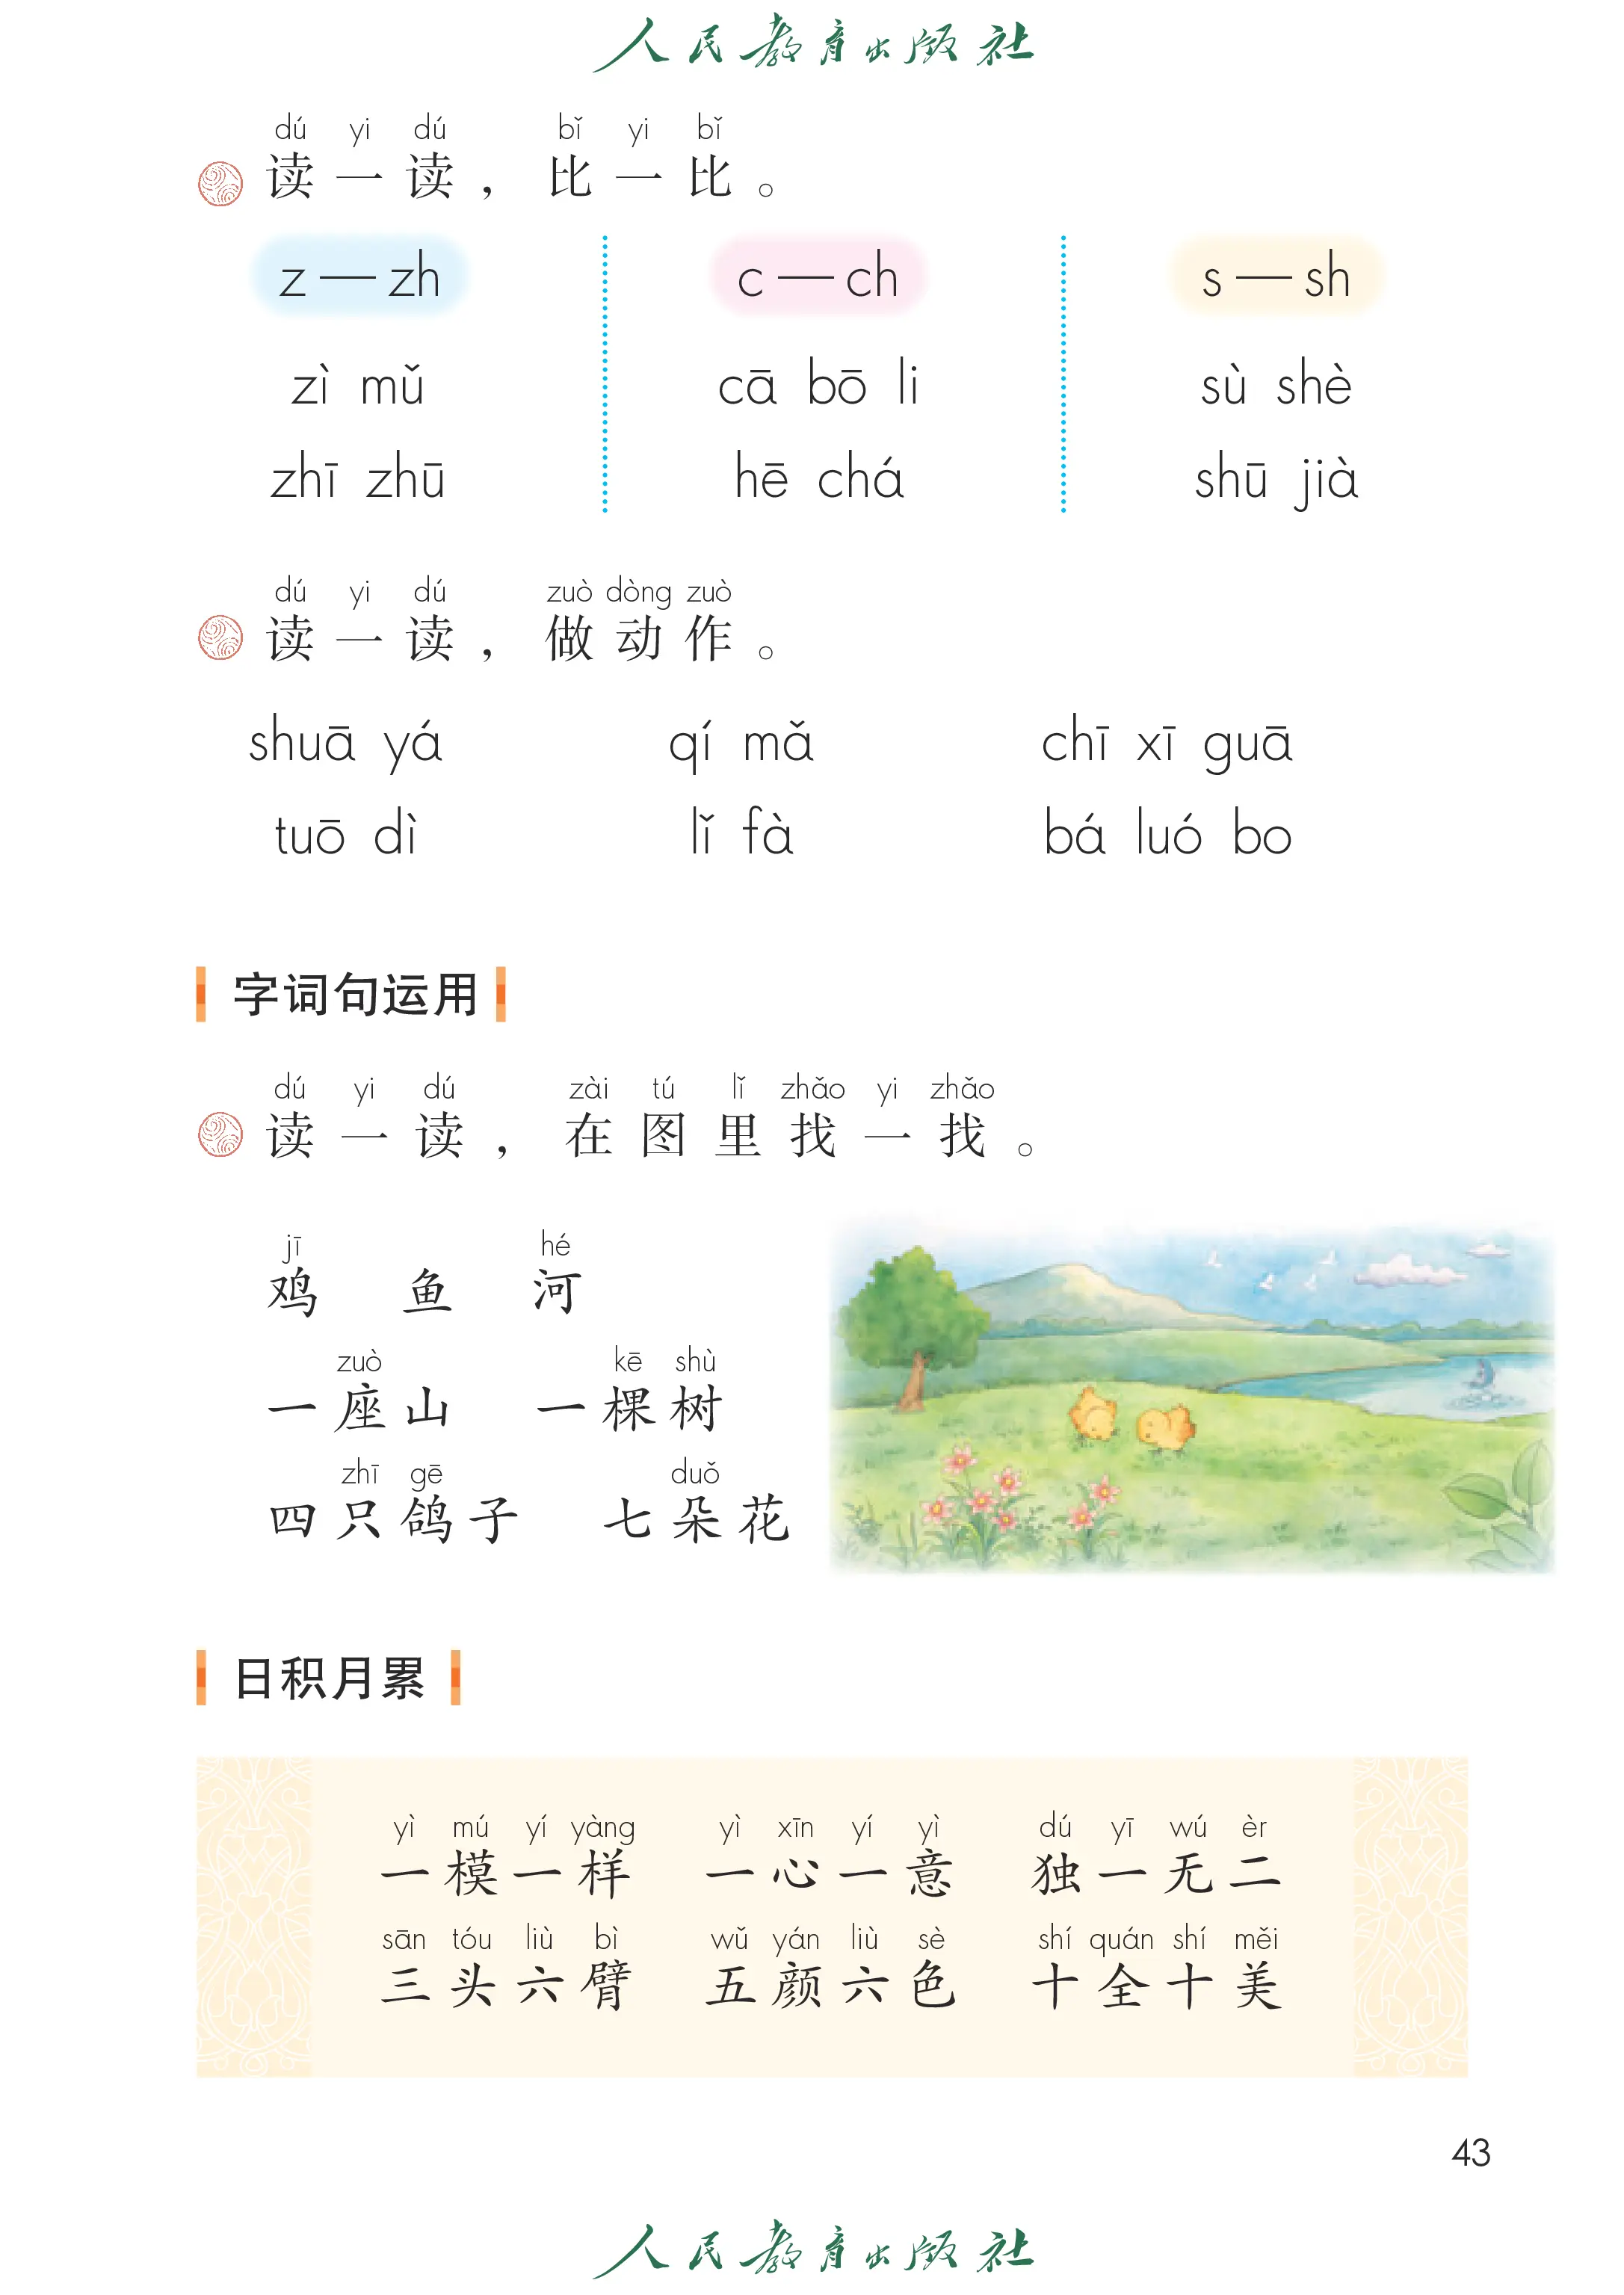 人民教育出版社
dú yi dú bǐ yi bǐ
读一读，比一比。
z — zh c — ch s — sh
zì mǔ cā bō li sù shè
zhī zhū hē chá shū jià
dú yi dú zuò dòng zuò
读一读，做动作。
shuā yá qí mǎ chī xī guā
tuō dì lǐ fà bá luó bo
字词句运用
dú yi dú zài tú lǐ zhǎo yi zhǎo
读一读，在图里找一找。
jī hé
鸡 鱼 河
zuò kē shù
一座山 一棵树
zhī gē duǒ
四只鸽子 七朵花
日积月累
yì mú yí yàng yì xīn yí yì dú yī wú èr
一模一样 一心一意 独一无二
sān tóu liù bì wǔ yán liù sè shí quán shí měi
三头六臂 五颜六色 十全十美
43
人民教育出版社